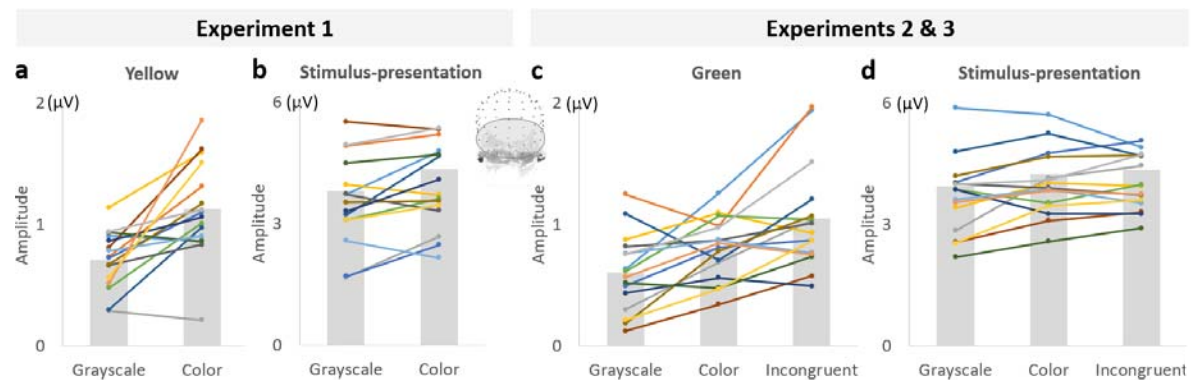 Experiment 1
Experiments 2 & 3
a
Yellow
2 (µV)
1
0
Amplitude
Grayscale
Color
b
Stimulus-presentation
6 (µV)
3
0
Amplitude
Grayscale
Color
c
Green
2 (µV)
1
0
Amplitude
Grayscale
Color
Incongruent
d
Stimulus-presentation
6 (µV)
3
0
Amplitude
Grayscale
Color
Incongruent